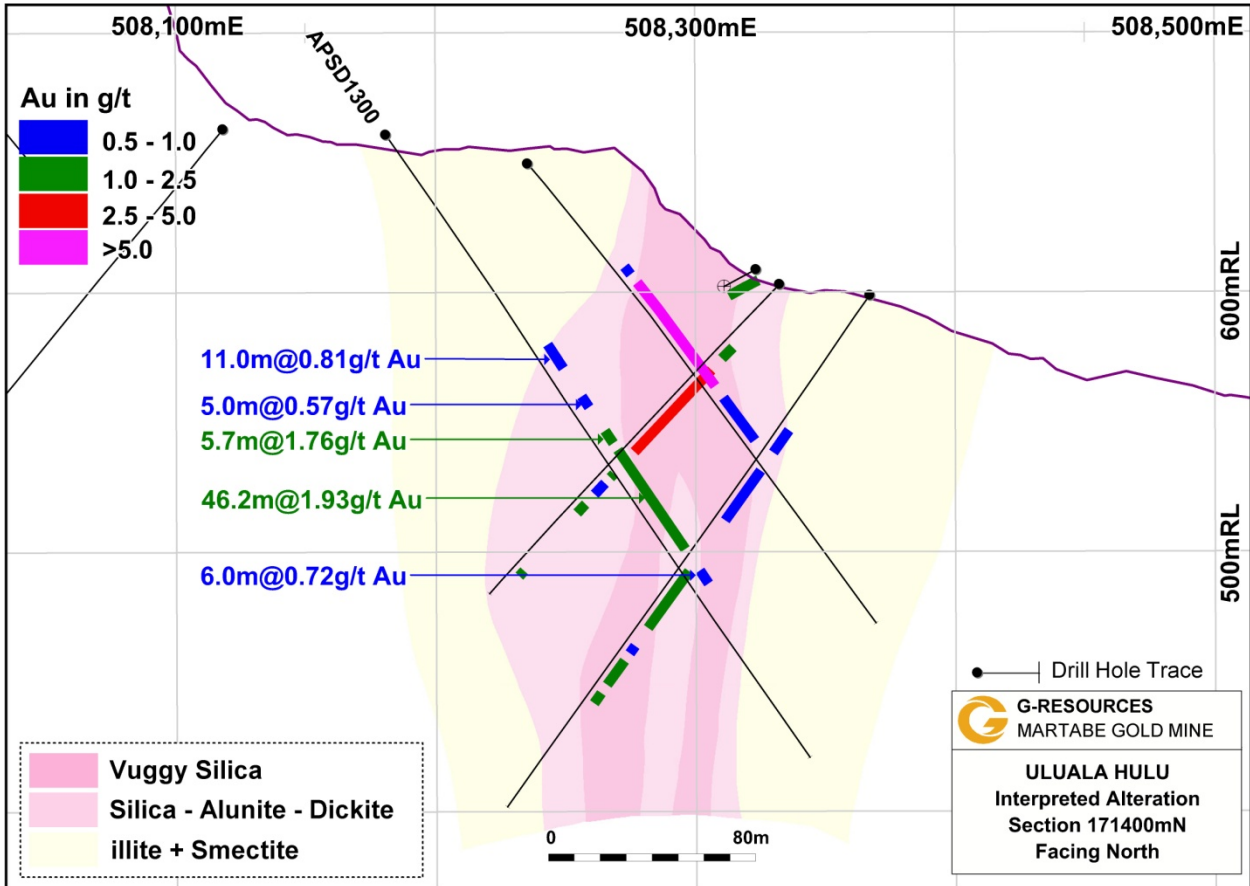 508,100mE
508,300mE
508,500mE
APSD1300
Au in g/t
0.5 - 1.0
1.0 - 2.5
2.5 - 5.0
>5.0
600mRL
11.0m@0.81g/t Au
5.0m@0.57g/t Au
5.7m@1.76g/t Au
46.2m@1.93g/t Au
500mRL
6.0m@0.72g/t Au
Drill Hole Trace
G-RESOURCES
MARTABE GOLD MINE
ULUALA HULU
Interpreted Alteration
Section 171400mN
Facing North
Vuggy Silica
Silica - Alunite - Dickite
illite + Smectite
0 80m